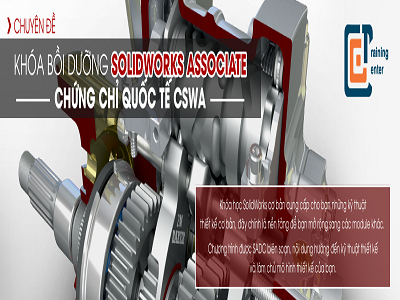 CHUYÊN ĐỀ
KHÓA BỒI DƯỠNG SOLIDWORKS ASSOCIATE
CHỨNG CHỈ QUỐC TẾ CSWA
raining
enter
Khóa học SolidWorks cơ bản cung cấp cho bạn những kỹ thuật
thiết kế cơ bản, đây chính là nền tảng để bạn mở rộng sang các module khác.
Chương trình được SADC biên soạn, nội dung hướng đến kỹ thuật thiết kế
và làm chủ mô hình thiết kế của bạn.